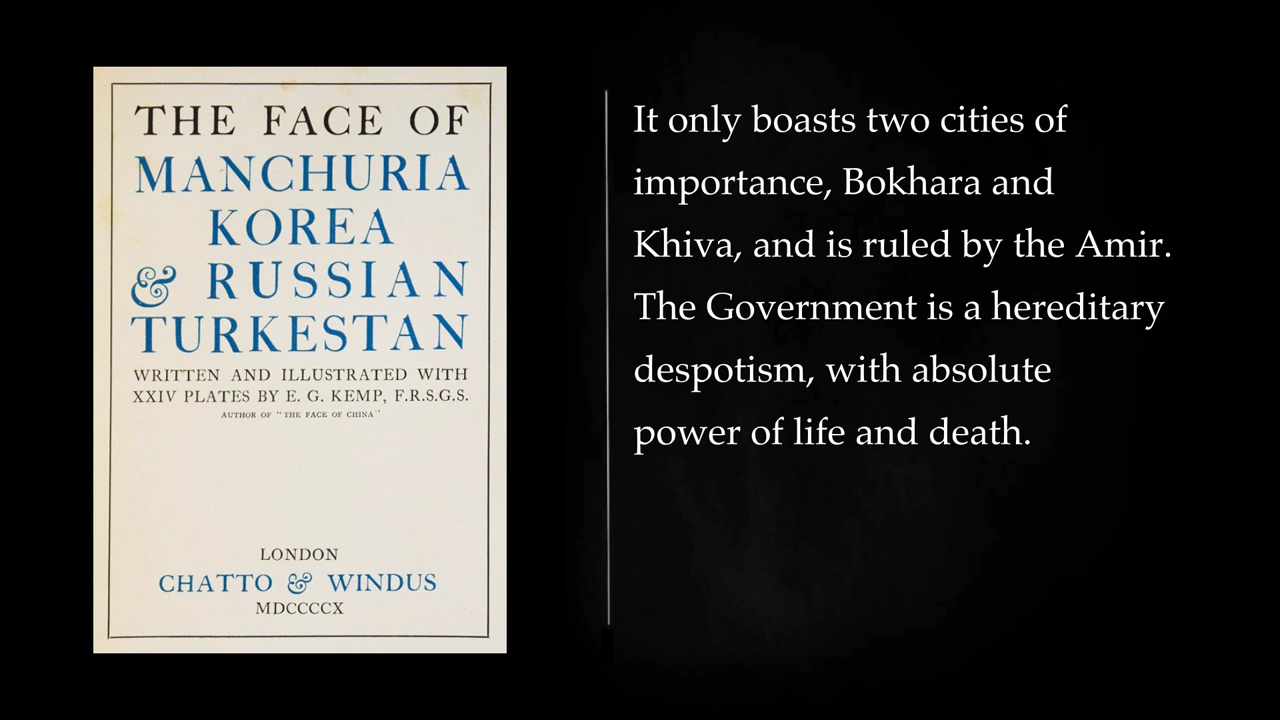 THE FACE OF
MANCHURIA
KOREA
& RUSSIAN
TURKESTAN
WRITTEN AND ILLUSTRATED WITH
XXIV PLATES BY E. G. KEMP, F.R.S.G.S.
AUTHOR OF "THE FACE OF CHINA"
LONDON
CHATTO & WINDUS
MDCCCCX
It only boasts two cities of
importance, Bokhara and
Khiva, and is ruled by the Amir.
The Government is a hereditary
despotism, with absolute
power of life and death.